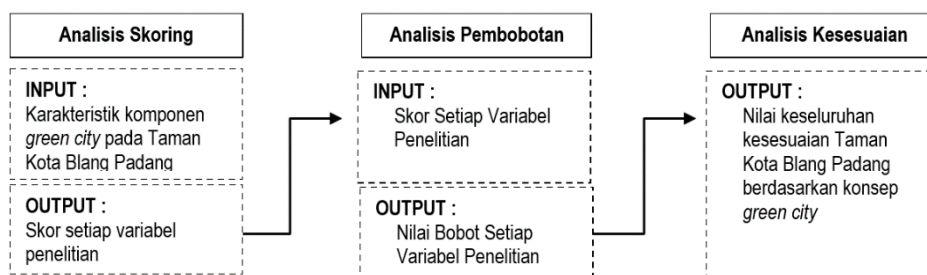 Analisis Skoring
INPUT :
Karakteristik komponen
green city pada Taman
Kota Blang Padang
OUTPUT :
Skor setiap variabel
penelitian
Analisis Pembobotan
INPUT :
Skor Setiap Variabel
Penelitian
OUTPUT :
Nilai Bobot Setiap
Variabel Penelitian
Analisis Kesesuaian
OUTPUT :
Nilai keseluruhan
kesesuaian Taman
Kota Blang Padang
berdasarkan konsep
green city